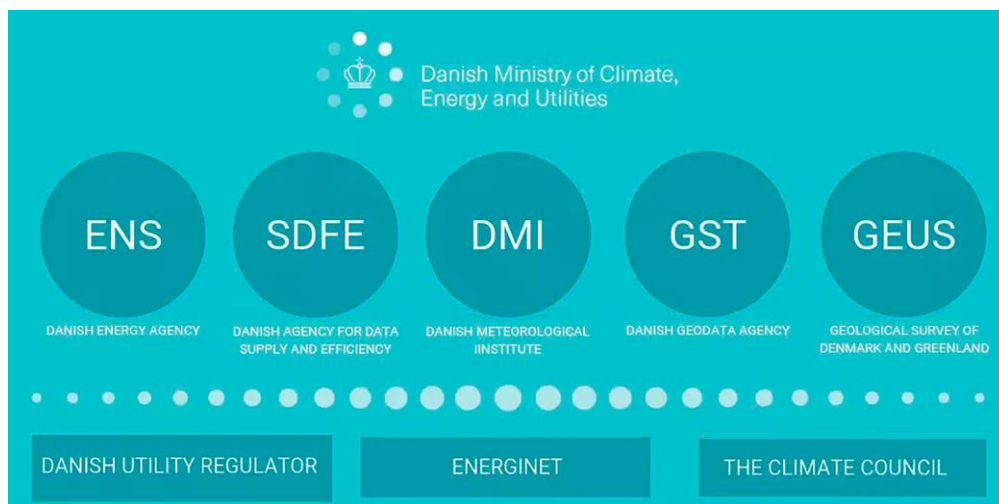 Danish Ministry of Climate,
Energy and Utilities
ENS
SDFE
DMI
GST
GEUS
DANISH ENERGY AGENCY
DANISH AGENCY FOR DATA
SUPPLY AND EFFICIENCY
DANISH METEOROLOGICAL
IINSTITUTE
DANISH GEODATA AGENCY
GEOLOGICAL SURVEY OF
DENMARK AND GREENLAND
DANISH UTILITY REGULATOR
ENERGINET
THE CLIMATE COUNCIL